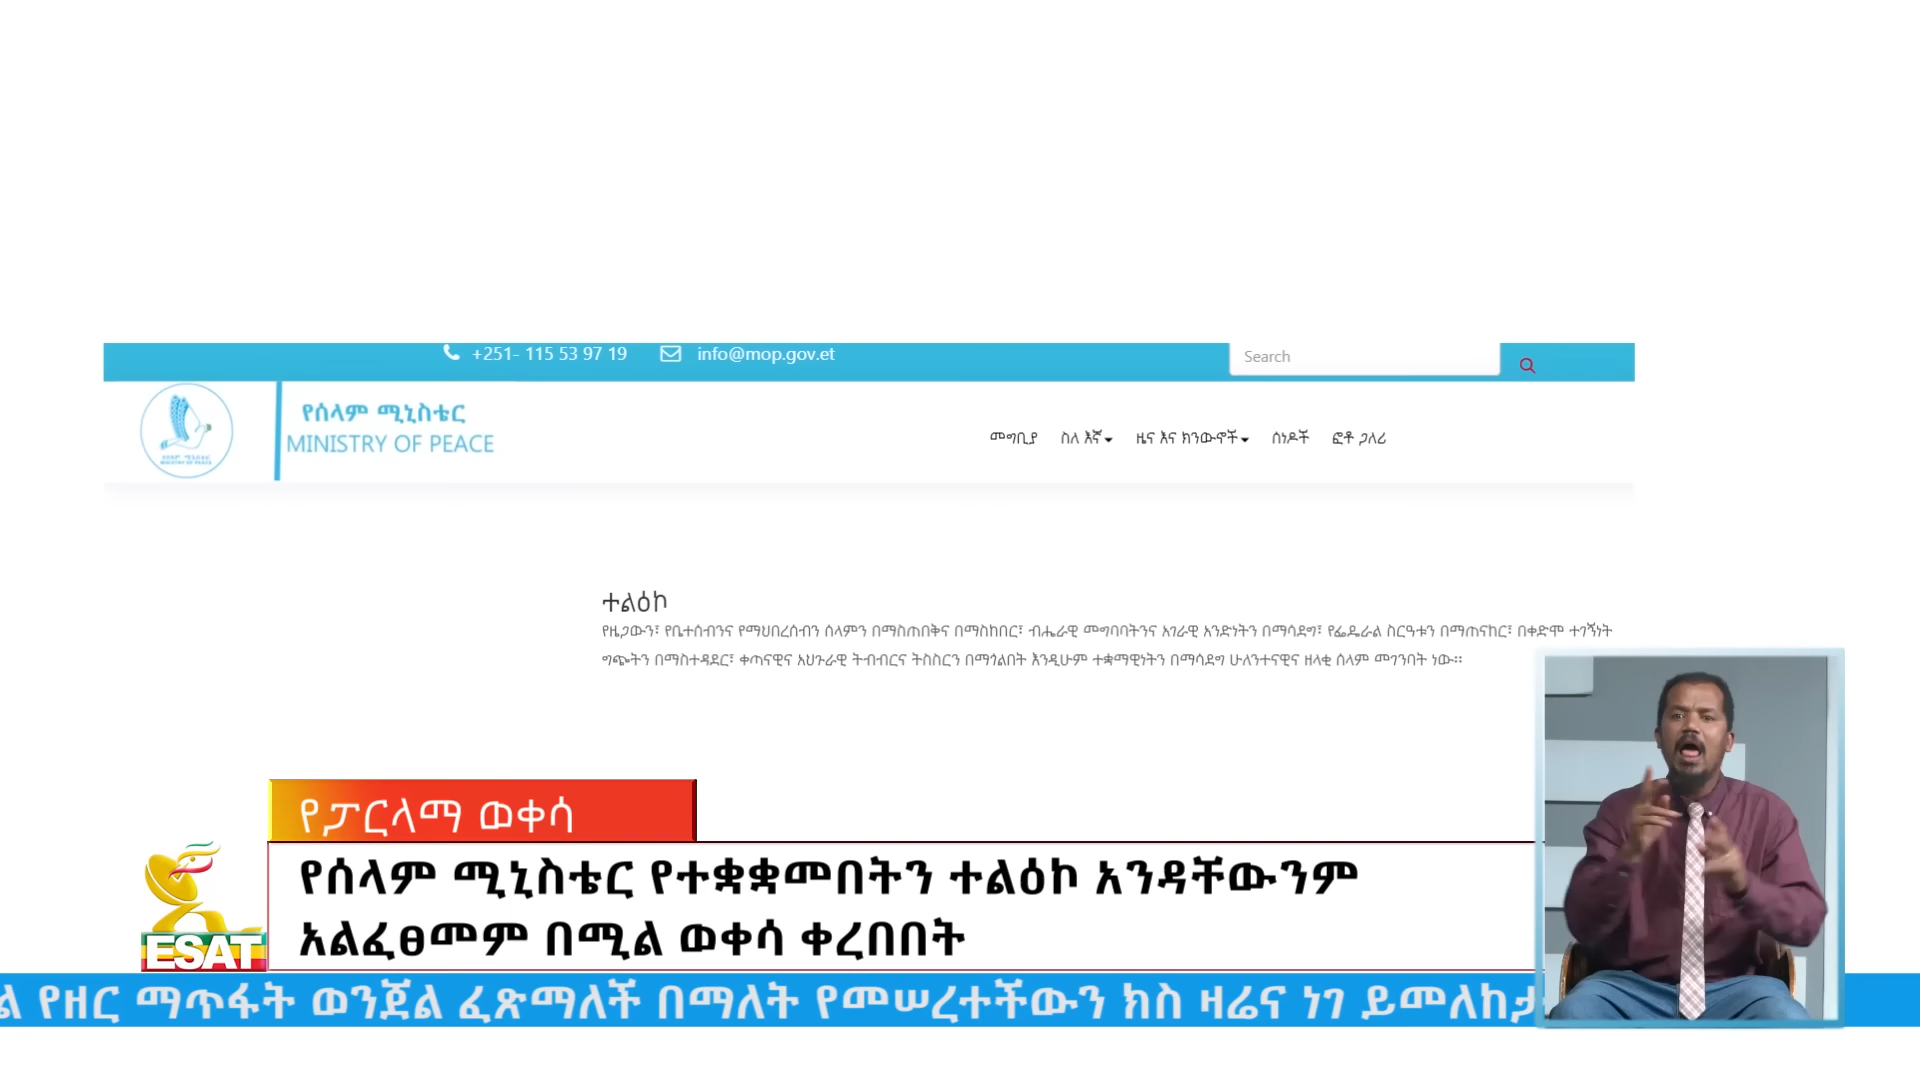 +251- 115 53 97 19 info@mop.gov.et Search
የሰላም ሚኒስቴር
MINISTRY OF PEACE
መግቢያ ስለ እኛ ዜና እና ክንውኖች ሰነዶች ፎቶ ጋለሪ
ተልዕኮ
የዜጋውን፣ የቤተሰብንና የማህበረሰብን ሰላምን በማስጠበቅና በማስከበር፣ ብሔራዊ መግባባትንና አገራዊ አንድነትን በማሳደግ፣ የፌዴራል ስርዓቱን በማጠናከር፣ በቀድሞ ተገኝነት
ግጭትን በማስተዳደር፣ ቀጣናዊና አህጉራዊ ትብብርና ትስስርን በማጎልበት እንዲሁም ተቋማዊነትን በማሳደግ ሁለንተናዊና ዘላቂ ሰላም መገንባት ነው፡፡
የፓርላማ ወቀሳ
የሰላም ሚኒስቴር የተቋቋመበትን ተልዕኮ አንዳቸውንም
አልፈፀመም በሚል ወቀሳ ቀረበበት
ESAT
ል የዘር ማጥፋት ወንጀል ፈጽማለች በማለት የመሠረተችውን ክስ ዛሬና ነገ ይመለከታ